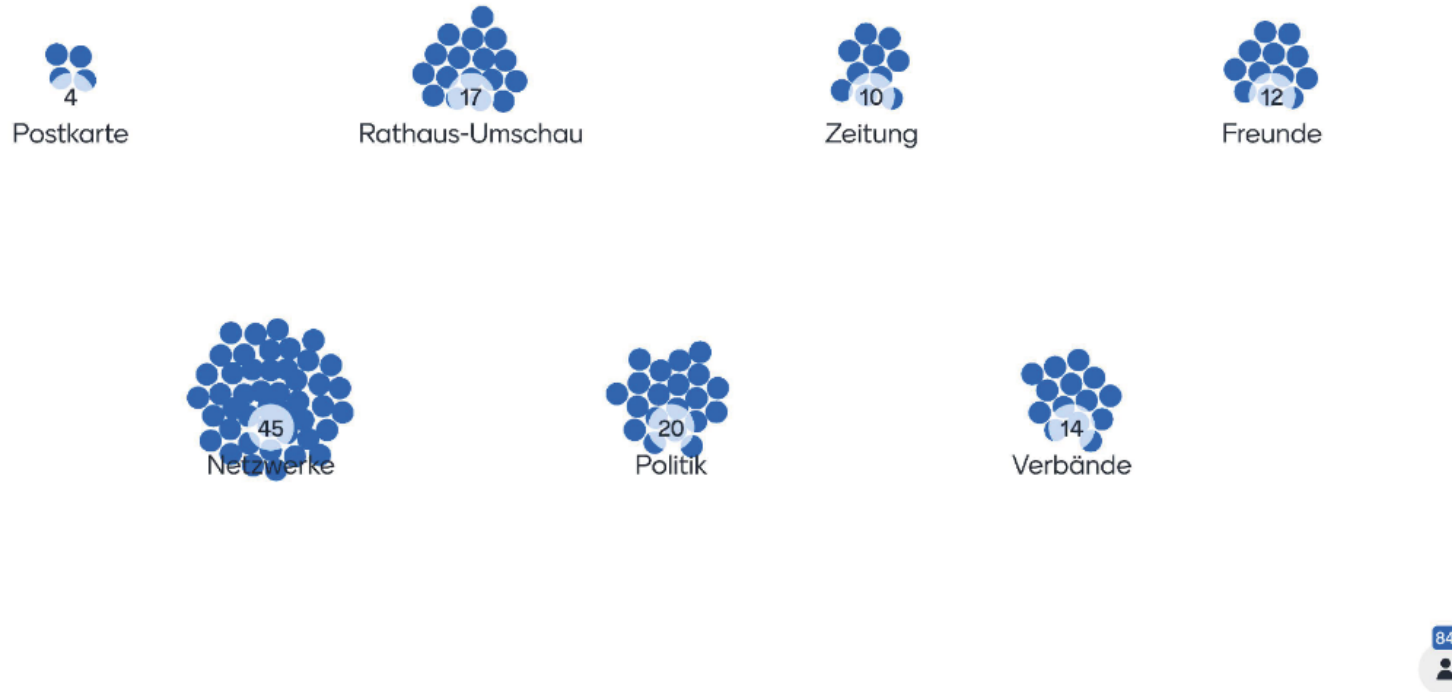 4
Postkarte
17
Rathaus-Umschau
10
Zeitung
12
Freunde
45
Netzwerke
20
Politik
14
Verbände
84